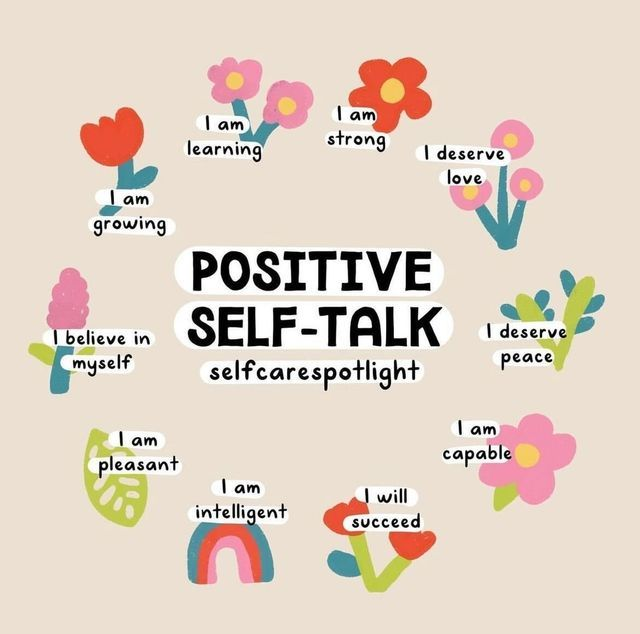 I am
learning
I am
strong
I deserve
love
I am
growing
POSITIVE
SELF-TALK
selfcarespotlight
I believe in
myself
I deserve
peace
I am
pleasant
I am
capable
I am
intelligent
I will
succeed